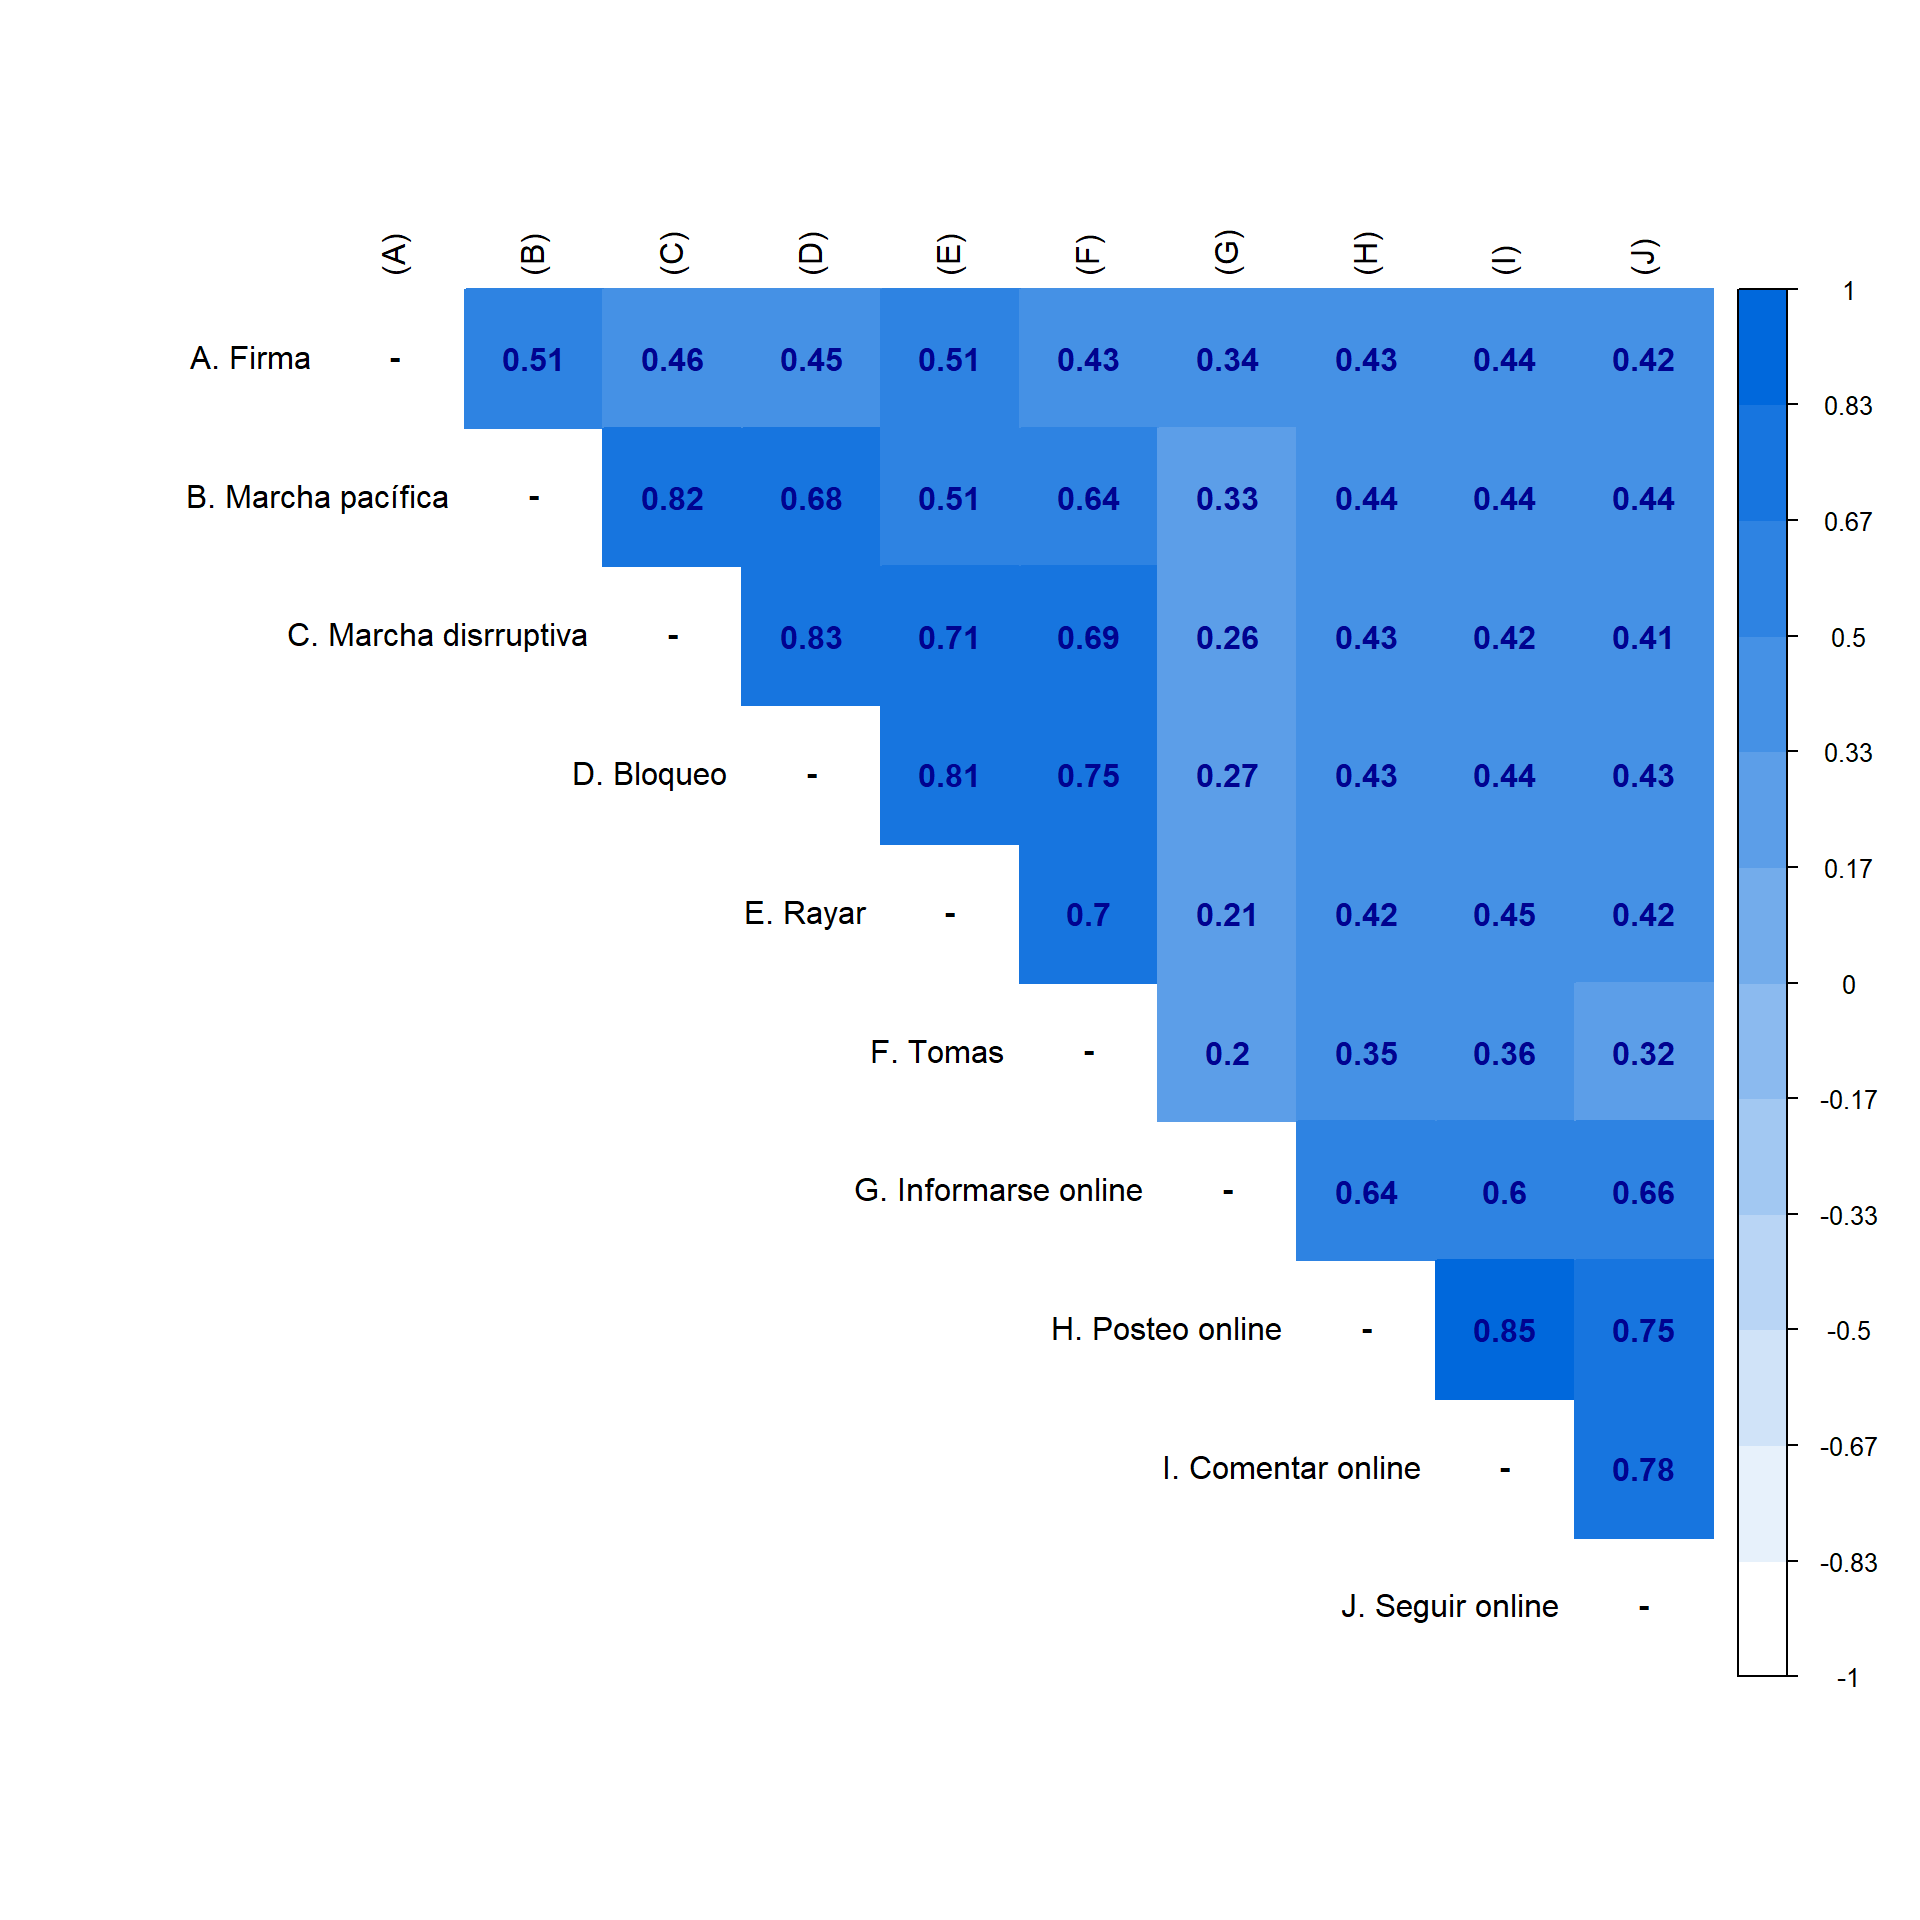 (A) (B) (C) (D) (E) (F) (G) (H) (I) (J)
A. Firma - 0.51 0.46 0.45 0.51 0.43 0.34 0.43 0.44 0.42
B. Marcha pacífica - 0.82 0.68 0.51 0.64 0.33 0.44 0.44 0.44
C. Marcha disrruptiva - 0.83 0.71 0.69 0.26 0.43 0.42 0.41
D. Bloqueo - 0.81 0.75 0.27 0.43 0.44 0.43
E. Rayar - 0.7 0.21 0.42 0.45 0.42
F. Tomas - 0.2 0.35 0.36 0.32
G. Informarse online - 0.64 0.6 0.66
H. Posteo online - 0.85 0.75
I. Comentar online - 0.78
J. Seguir online -
1
0.83
0.67
0.5
0.33
0.17
0
-0.17
-0.33
-0.5
-0.67
-0.83
-1